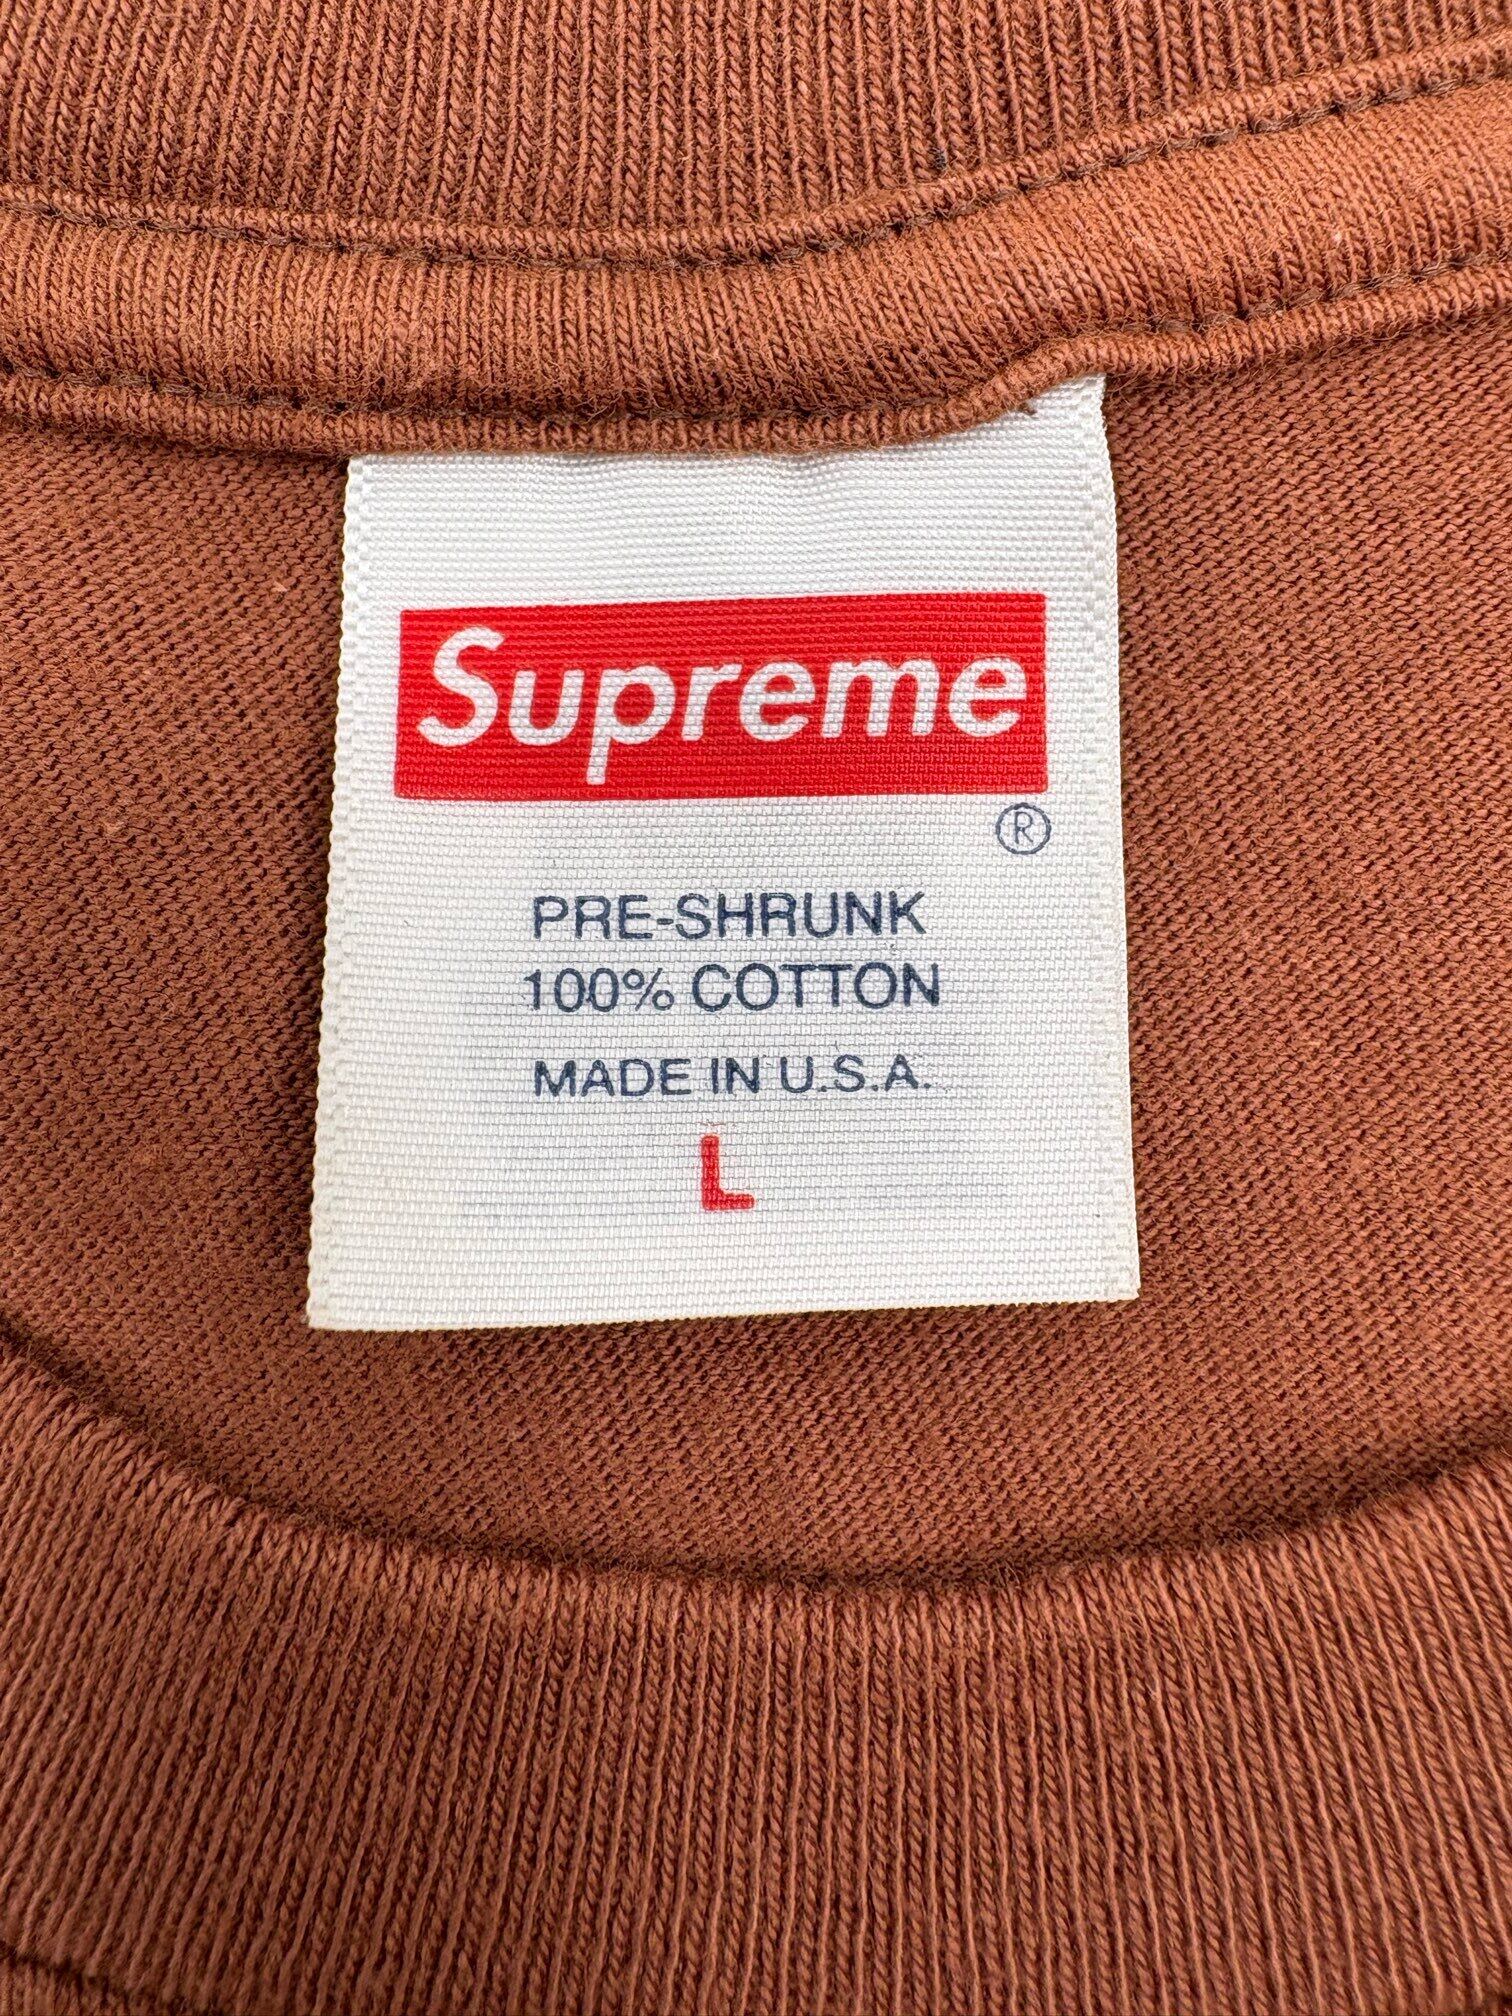 Supreme
®
PRE-SHRUNK
100% COTTON
MADE IN U.S.A.
L